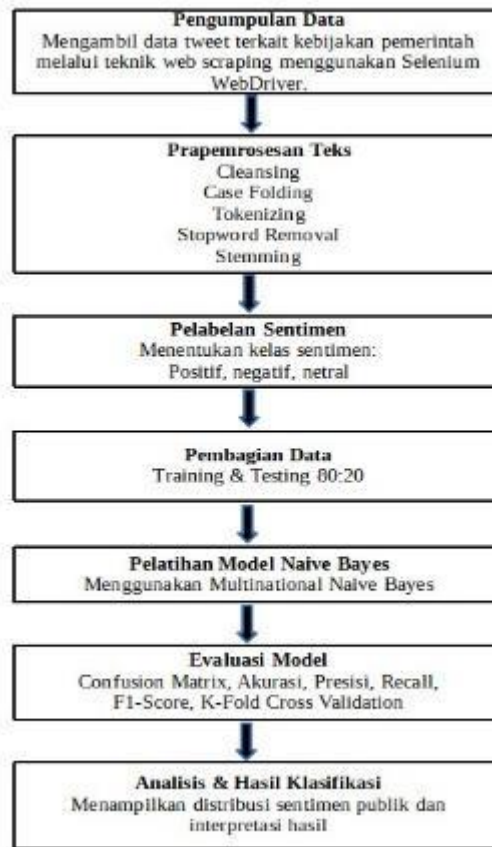 Pengumpulan Data
Mengambil data tweet terkait kebijakan pemerintah
melalui teknik web scraping menggunakan Selenium
WebDriver.
Prapemrosesan Teks
Cleansing
Case Folding
Tokenizing
Stopword Removal
Stemming
Pelabelan Sentimen
Menentukan kelas sentimen:
Positif, negatif, netral
Pembagian Data
Training & Testing 80:20
Pelatihan Model Naive Bayes
Menggunakan Multinational Naive Bayes
Evaluasi Model
Confusion Matrix, Akurasi, Presisi, Recall,
F1-Score, K-Fold Cross Validation
Analisis & Hasil Klasifikasi
Menampilkan distribusi sentimen publik dan
interpretasi hasil